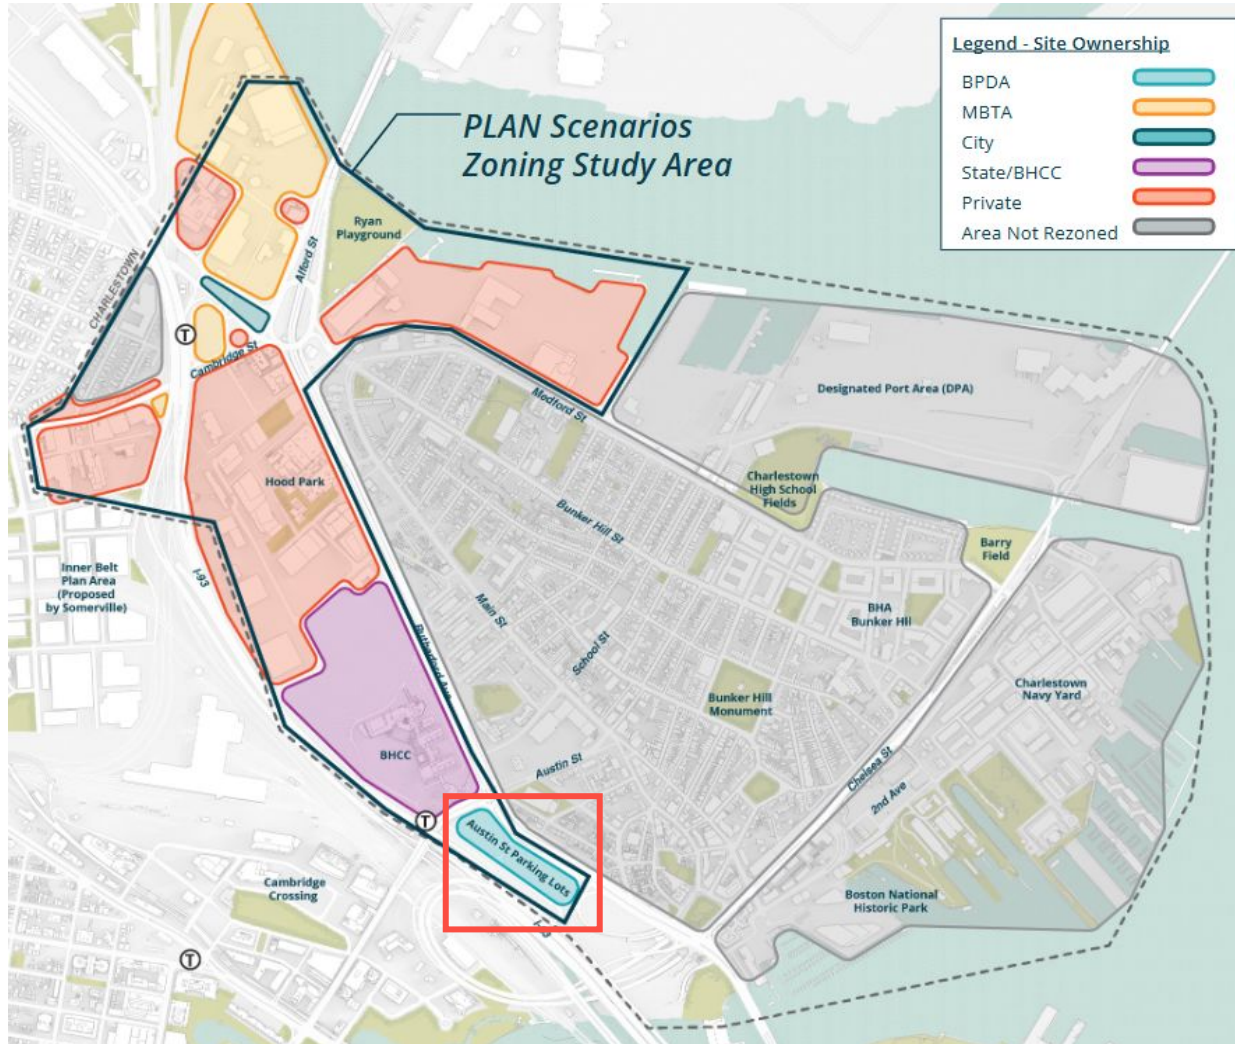 Legend - Site Ownership
BPDA
MBTA
City
State/BHCC
Private
Area Not Rezoned
PLAN Scenarios
Zoning Study Area
Ryan
Playground
Alford St
CHARLESTOWN
T
Cambridge St
Designated Port Area (DPA)
Medford St
Hood Park
Charlestown
High School
Fields
Bunker Hill St
Barry
Field
Inner Belt
Plan Area
(Proposed
by Somerville)
I-93
Main St
School St
Rutherford Ave
BHA
Bunker Hill
Charlestown
Navy Yard
Bunker Hill
Monument
BHCC
Austin St
Chelsea St
2nd Ave
T
Austin St Parking Lots
Cambridge
Crossing
Boston National
Historic Park
T